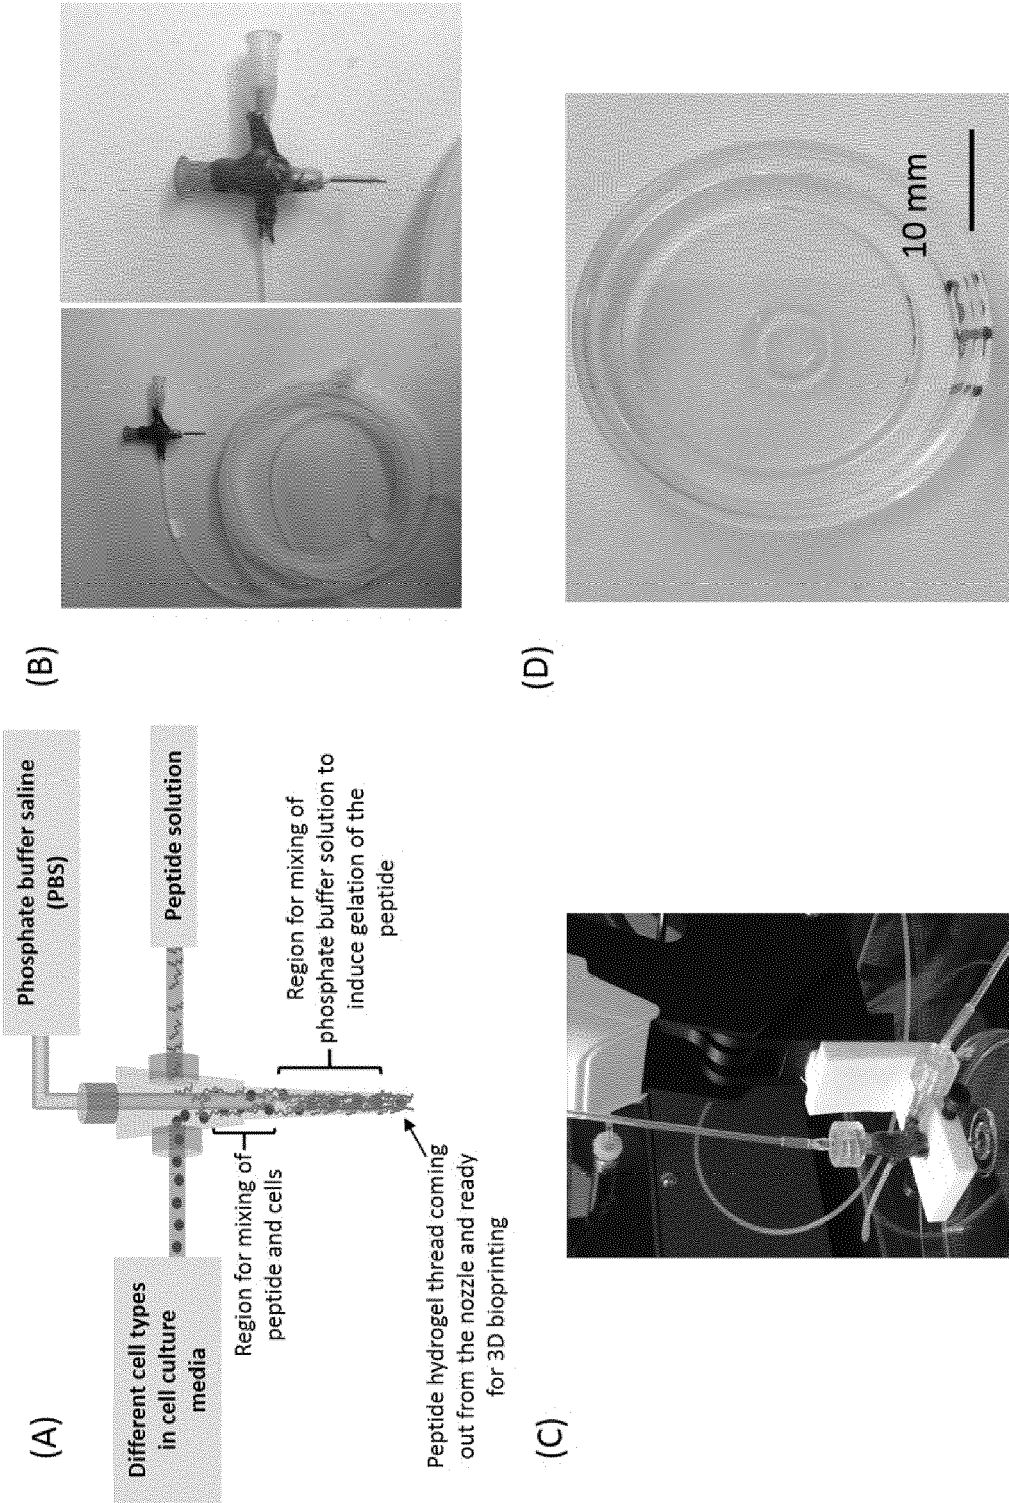 (A)
Phosphate buffer saline
(PBS)
Different cell types
in cell culture
media
Peptide solution
Region for mixing of
peptide and cells
Region for mixing of
phosphate buffer solution to
induce gelation of the
peptide
Peptide hydrogel thread coming
out from the nozzle and ready
for 3D bioprinting
(B)
(C)
(D)
10 mm